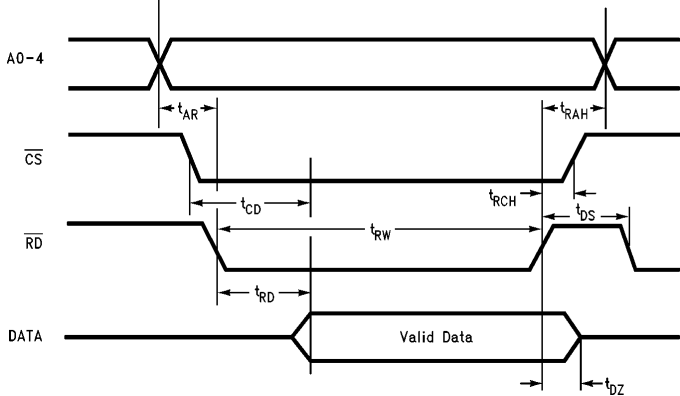 A0-4
tAR
tRAH
CS
tCD
tRCH
tDS
RD
tRW
tRD
DATA
Valid Data
tDZ